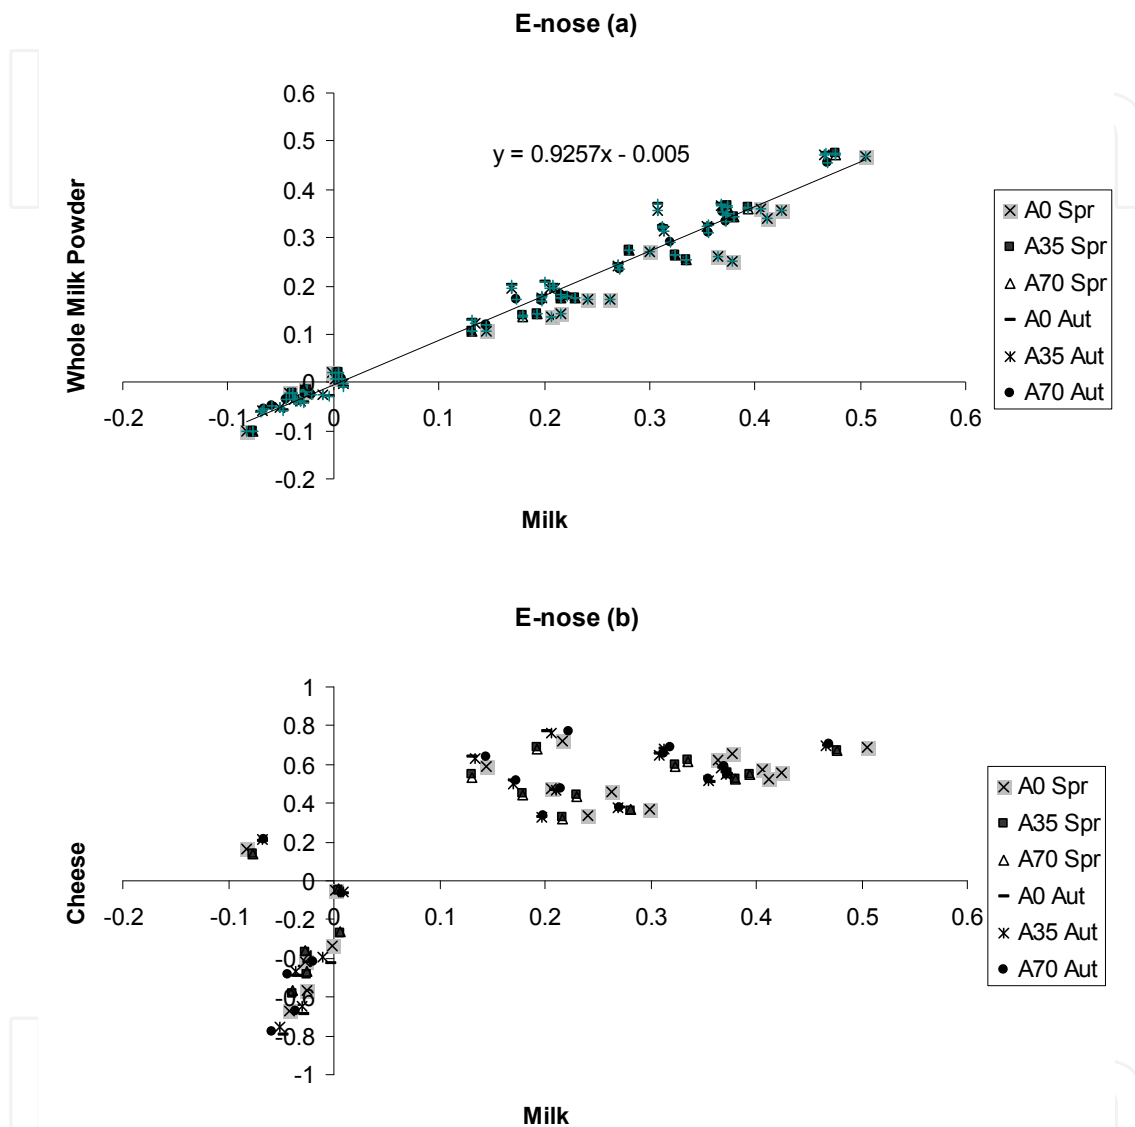 E-nose (a)
0.6
0.5
y = 0.9257x - 0.005
0.4
0.3
0.2
0.1
0
-0.2 -0.1 0 0.1 0.2 0.3 0.4 0.5 0.6
-0.1
-0.2
Whole Milk Powder
Milk
A0 Spr
A35 Spr
A70 Spr
A0 Aut
A35 Aut
A70 Aut
E-nose (b)
1
0.8
0.6
0.4
0.2
0
-0.2 -0.1 0 0.1 0.2 0.3 0.4 0.5 0.6
-0.2
-0.4
-0.6
-0.8
-1
Cheese
Milk
A0 Spr
A35 Spr
A70 Spr
A0 Aut
A35 Aut
A70 Aut